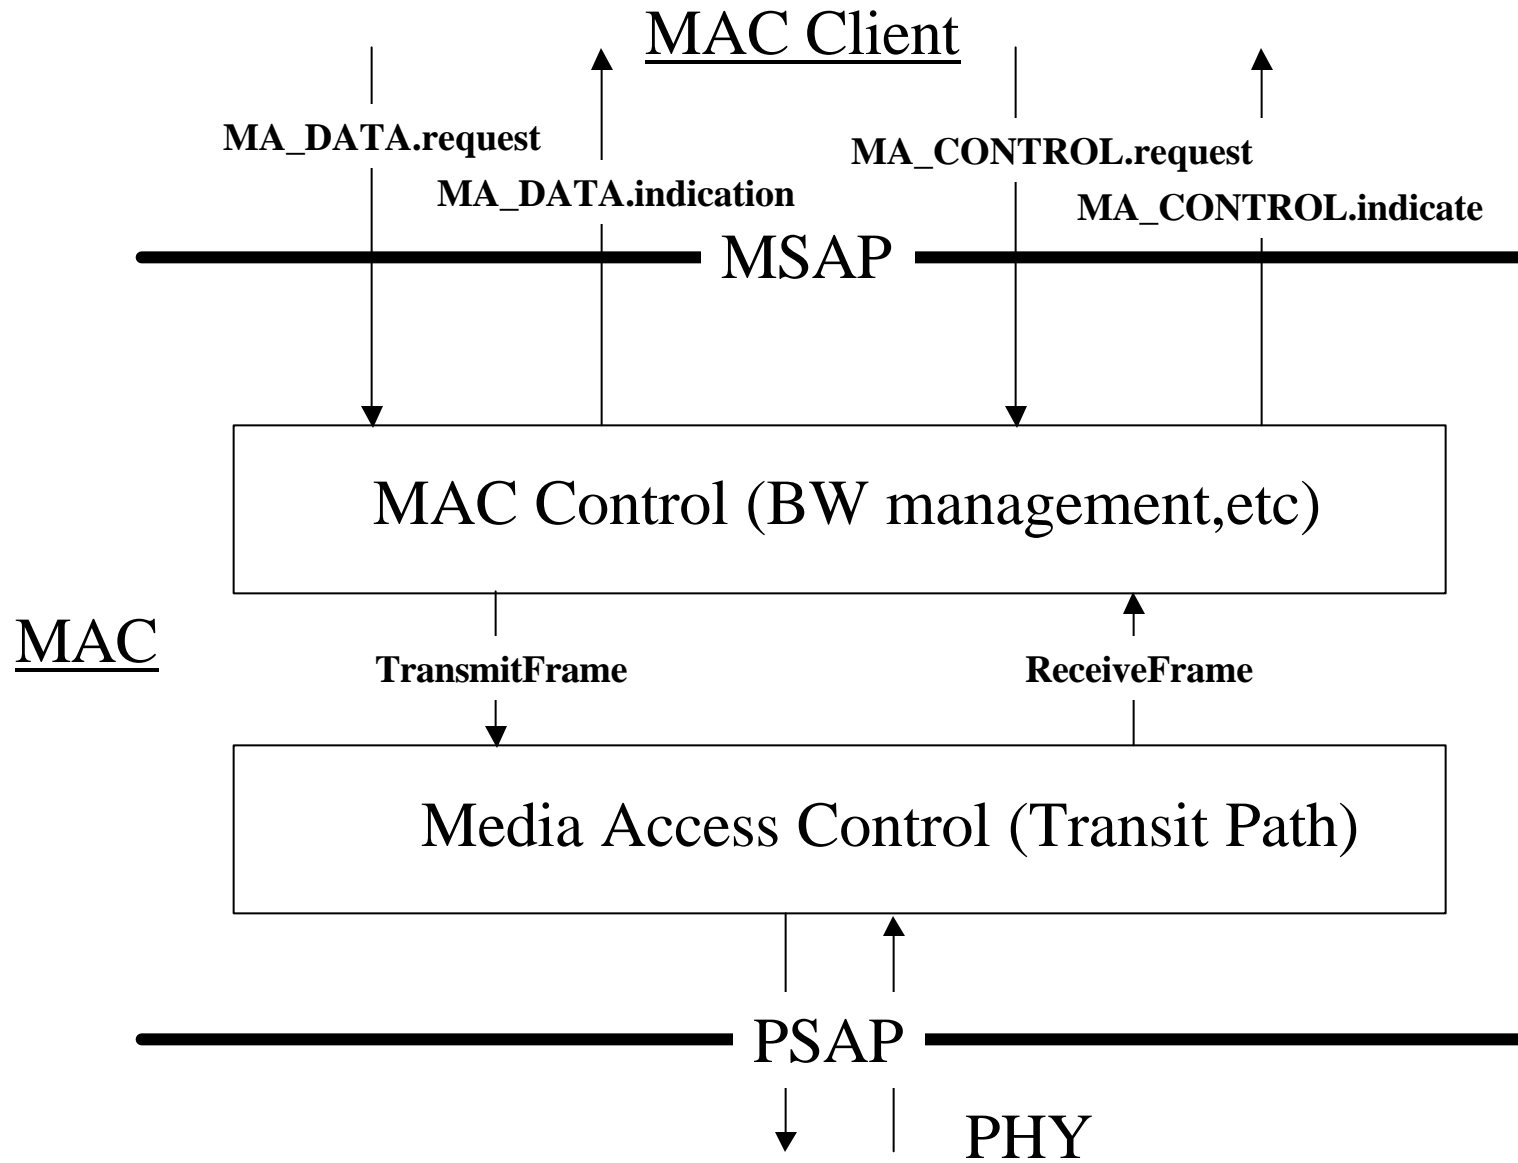 MAC Client
MA_DATA.request
MA_CONTROL.request
MA_DATA.indication
MA_CONTROL.indicate
MSAP
MAC Control (BW management,etc)
MAC
TransmitFrame
ReceiveFrame
Media Access Control (Transit Path)
PSAP
PHY